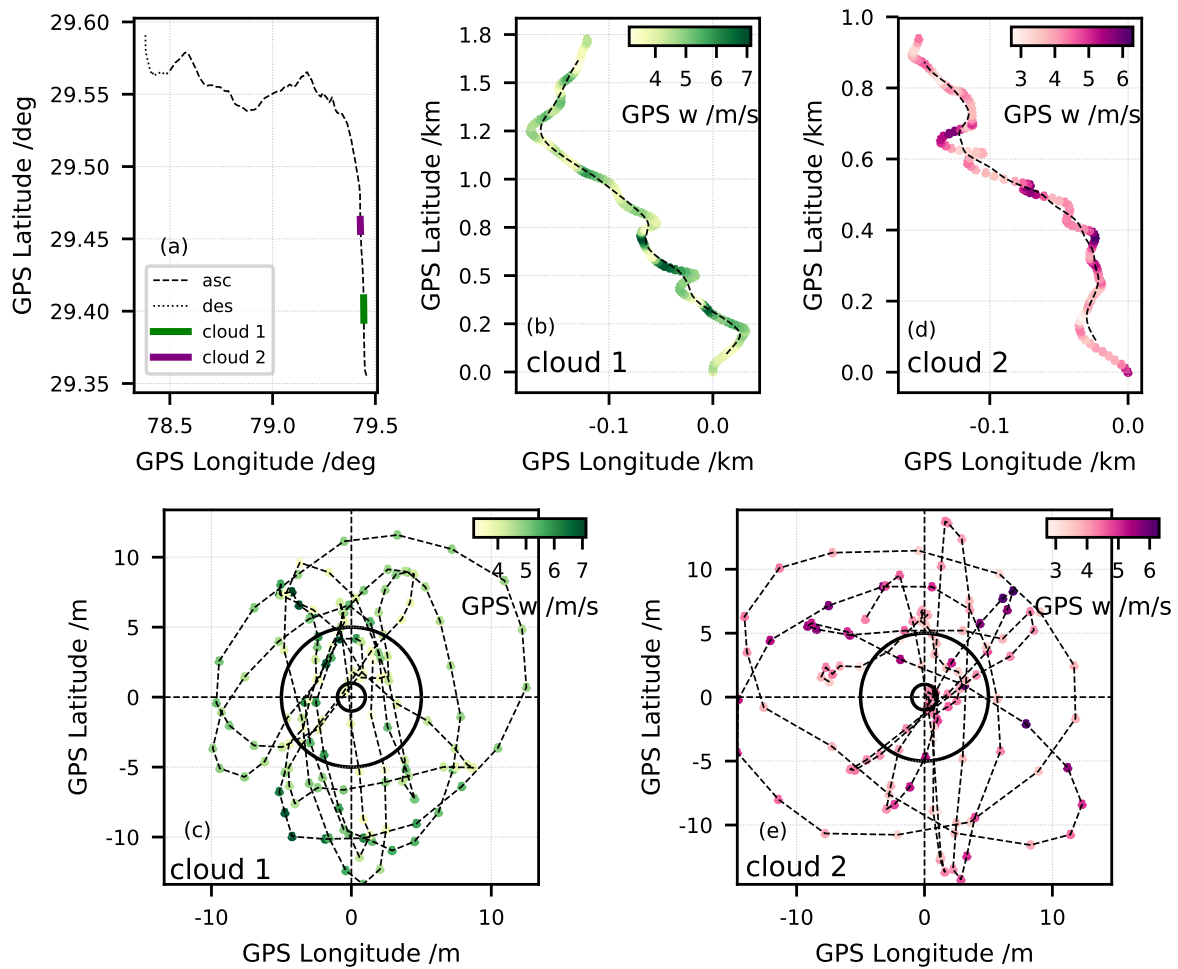 29.60
29.55
29.50
29.45
29.40
29.35
GPS Latitude /deg
(a)
asc
des
cloud 1
cloud 2
78.5
79.0
79.5
GPS Longitude /deg
1.8
1.5
1.2
1.0
0.8
0.5
0.2
0.0
GPS Latitude /km
4 5 6 7
GPS w /m/s
(b)
cloud 1
-0.1
0.0
GPS Longitude /km
1.0
0.8
0.6
0.4
0.2
0.0
GPS Latitude /km
3 4 5 6
GPS w /m/s
(d)
cloud 2
-0.1
0.0
GPS Longitude /km
10
5
0
-5
-10
GPS Latitude /m
4 5 6 7
GPS w /m/s
(c)
cloud 1
-10
0
10
GPS Longitude /m
10
5
0
-5
-10
GPS Latitude /m
3 4 5 6
GPS w /m/s
(e)
cloud 2
-10
0
10
GPS Longitude /m